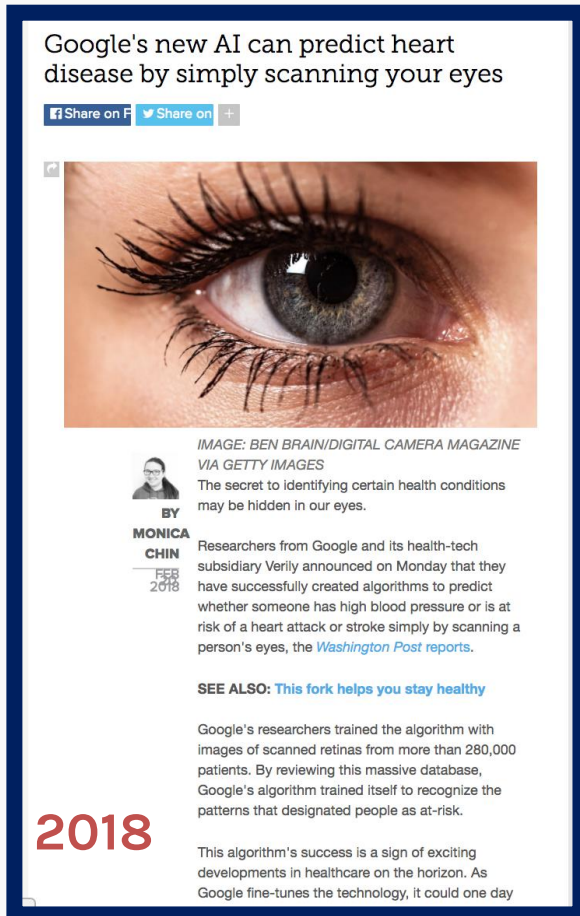 Google's new AI can predict heart
disease by simply scanning your eyes
Share on F
Share on
+
IMAGE: BEN BRAIN/DIGITAL CAMERA MAGAZINE
VIA GETTY IMAGES
BY
MONICA
CHIN
FEB
20
2018
The secret to identifying certain health conditions
may be hidden in our eyes.
Researchers from Google and its health-tech
subsidiary Verily announced on Monday that they
have successfully created algorithms to predict
whether someone has high blood pressure or is at
risk of a heart attack or stroke simply by scanning a
person's eyes, the Washington Post reports.
SEE ALSO: This fork helps you stay healthy
Google's researchers trained the algorithm with
images of scanned retinas from more than 280,000
patients. By reviewing this massive database,
Google's algorithm trained itself to recognize the
patterns that designated people as at-risk.
2018
This algorithm's success is a sign of exciting
developments in healthcare on the horizon. As
Google fine-tunes the technology, it could one day